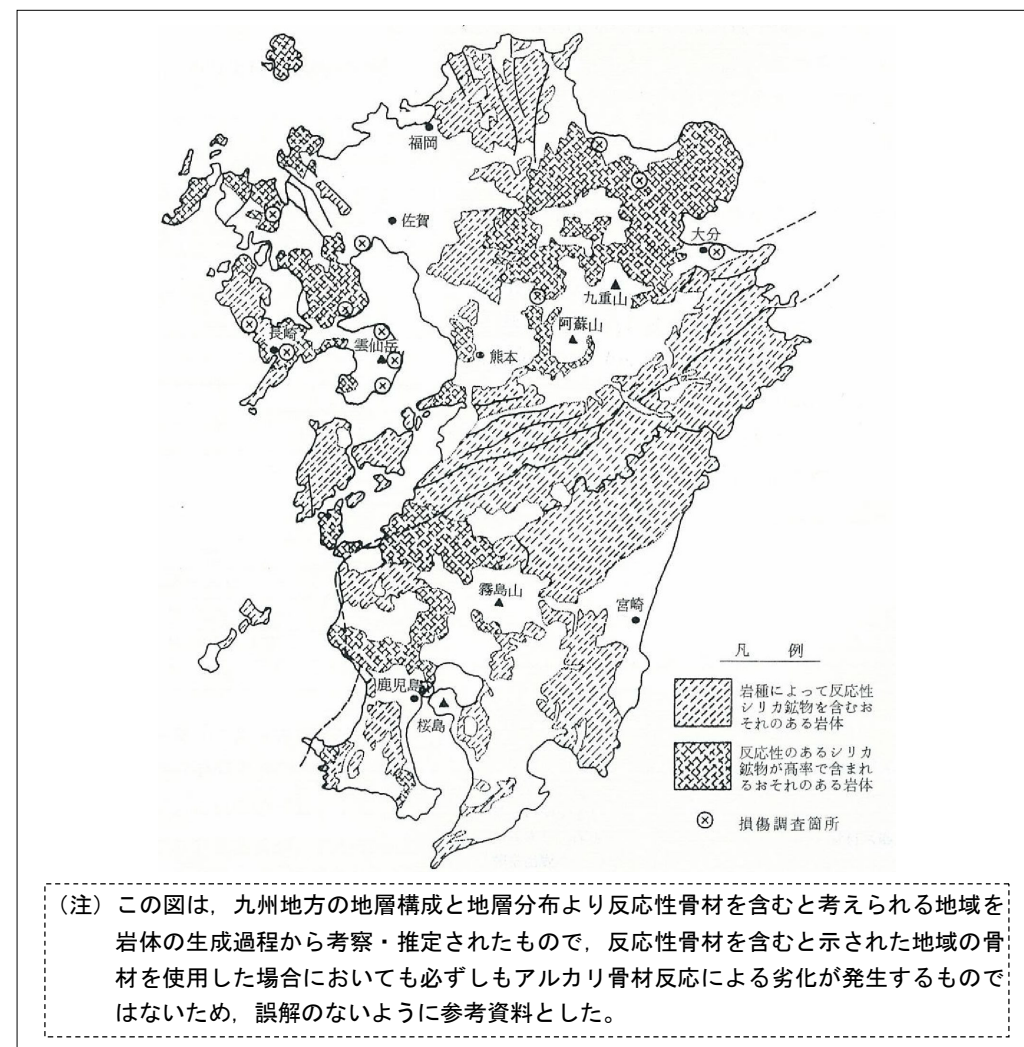 福岡
佐賀
大分
九重山
阿蘇山
長崎
雲仙岳
熊本
霧島山
宮崎
鹿児島
桜島
凡 例
岩種によって反応性
シリカ鉱物を含むお
それのある岩体
反応性のあるシリカ
鉱物が高率で含まれ
るおそれのある岩体
損傷調査箇所
(注) この図は，九州地方の地層構成と地層分布より反応性骨材を含むと考えられる地域を
岩体の生成過程から考察・推定されたもので，反応性骨材を含むと示された地域の骨
材を使用した場合においても必ずしもアルカリ骨材反応による劣化が発生するもので
はないため，誤解のないように参考資料とした。